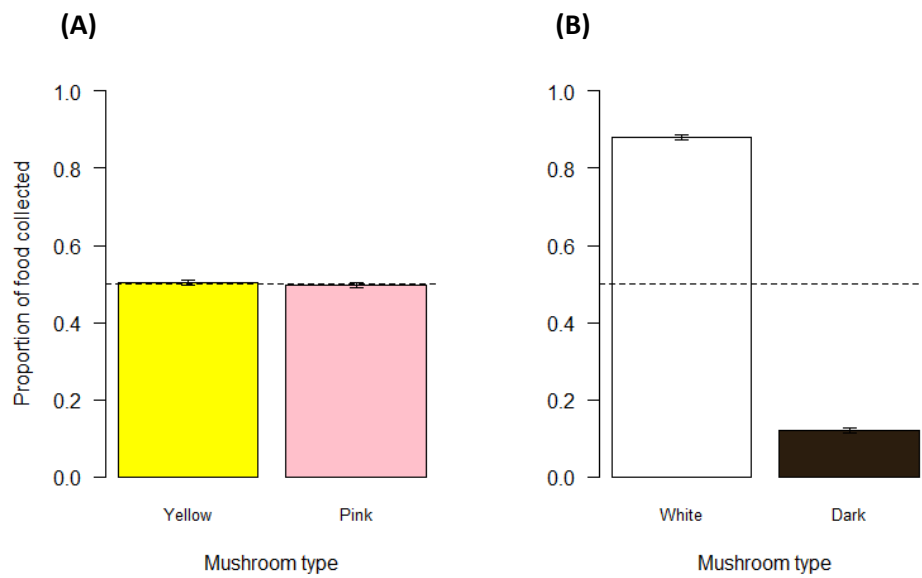 (A)
(B)
Proportion of food collected
1.0
0.8
0.6
0.4
0.2
0.0
Yellow
Pink
Mushroom type
1.0
0.8
0.6
0.4
0.2
0.0
White
Dark
Mushroom type